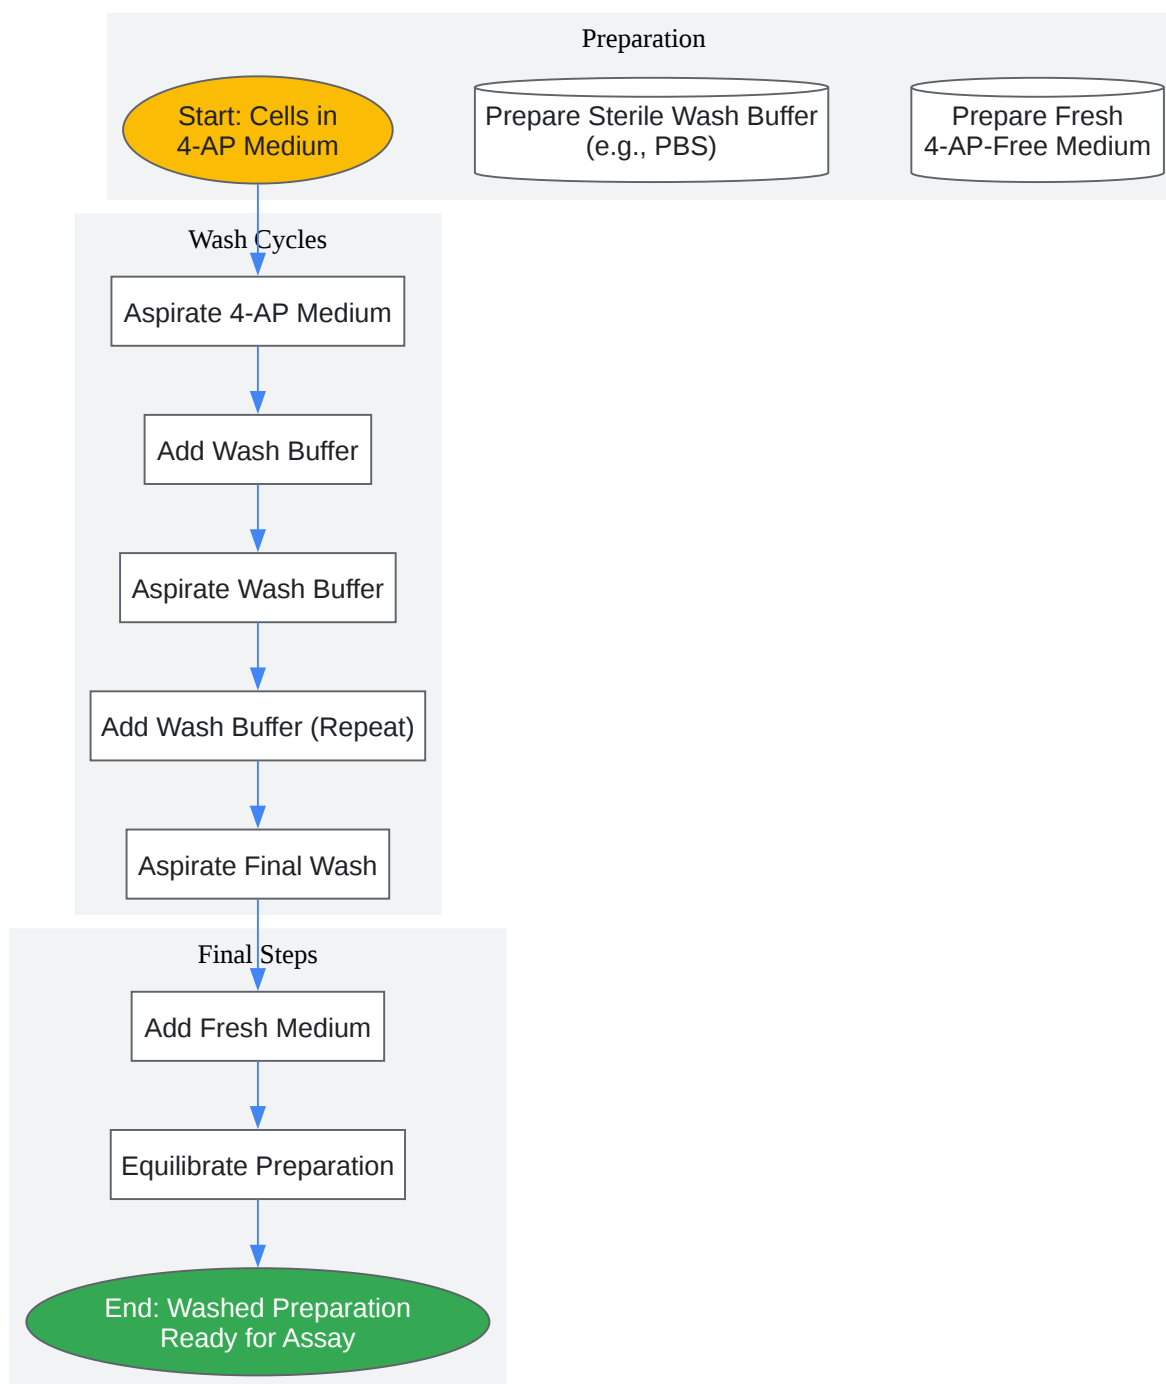 Preparation
Start: Cells in
4-AP Medium
Prepare Sterile Wash Buffer
(e.g., PBS)
Prepare Fresh
4-AP-Free Medium
Wash Cycles
Aspirate 4-AP Medium
Add Wash Buffer
Aspirate Wash Buffer
Add Wash Buffer (Repeat)
Aspirate Final Wash
Final Steps
Add Fresh Medium
Equilibrate Preparation
End: Washed Preparation
Ready for Assay